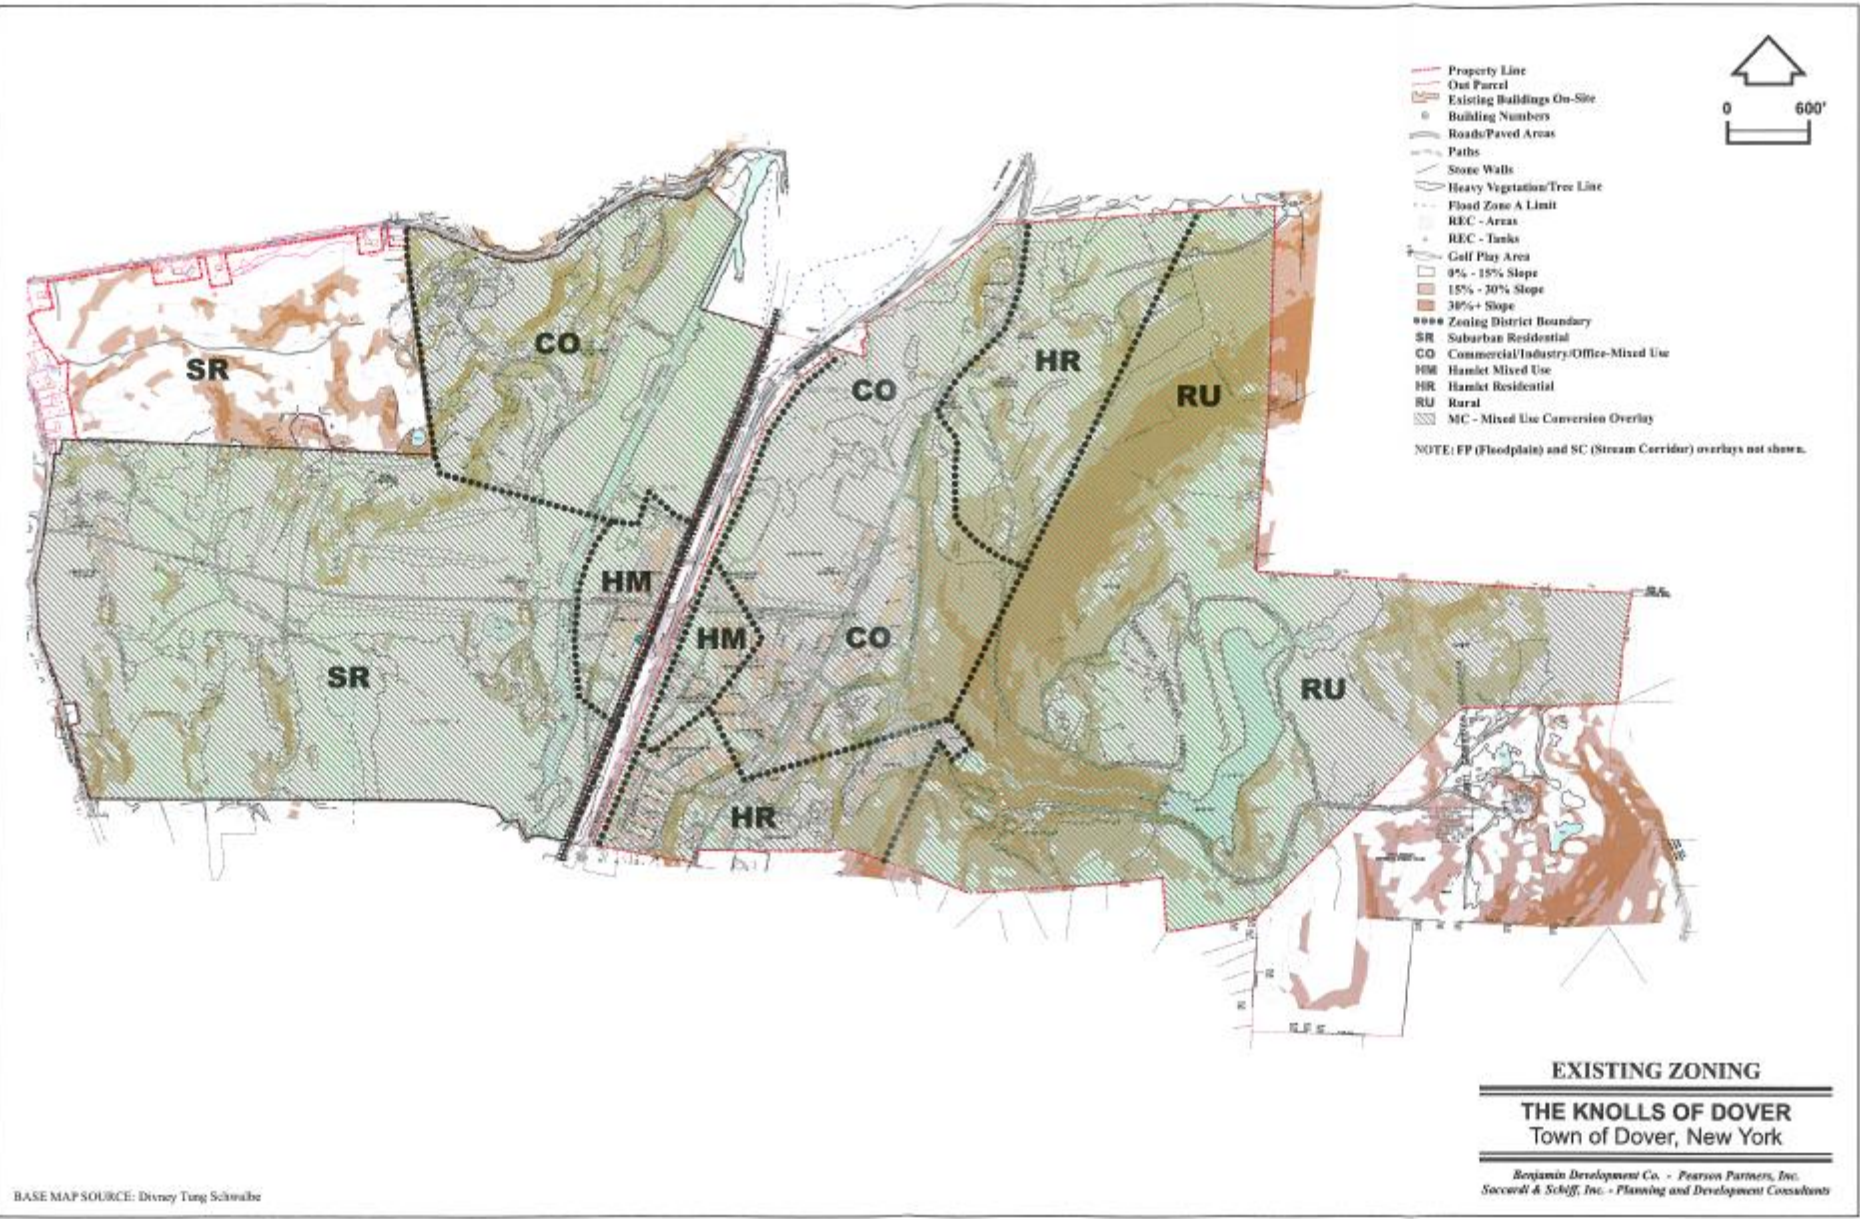 Property Line
Out Parcel
Existing Buildings On-Site
Building Numbers
Roads/Paved Areas
Paths
Stone Walls
Heavy Vegetation/Tree Line
Flood Zone A Limit
REC - Areas
REC - Tanks
Golf Play Area
0% - 15% Slope
15% - 30% Slope
30%+ Slope
Zoning District Boundary
SR Suburban Residential
CO Commercial/Industry/Office-Mixed Use
HM Hamlet Mixed Use
HR Hamlet Residential
RU Rural
MC - Mixed Use Conversion Overlay
NOTE: FP (Floodplain) and SC (Stream Corridor) overlays not shown.
0 600'
SR
CO
CO
HR
RU
HM
HM
CO
SR
RU
HR
EXISTING ZONING
THE KNOLLS OF DOVER
Town of Dover, New York
Benjamin Development Co. - Pearson Partners, Inc.
Saccardi & Schiff, Inc. - Planning and Development Consultants
BASE MAP SOURCE: Divney Tung Schwalbe